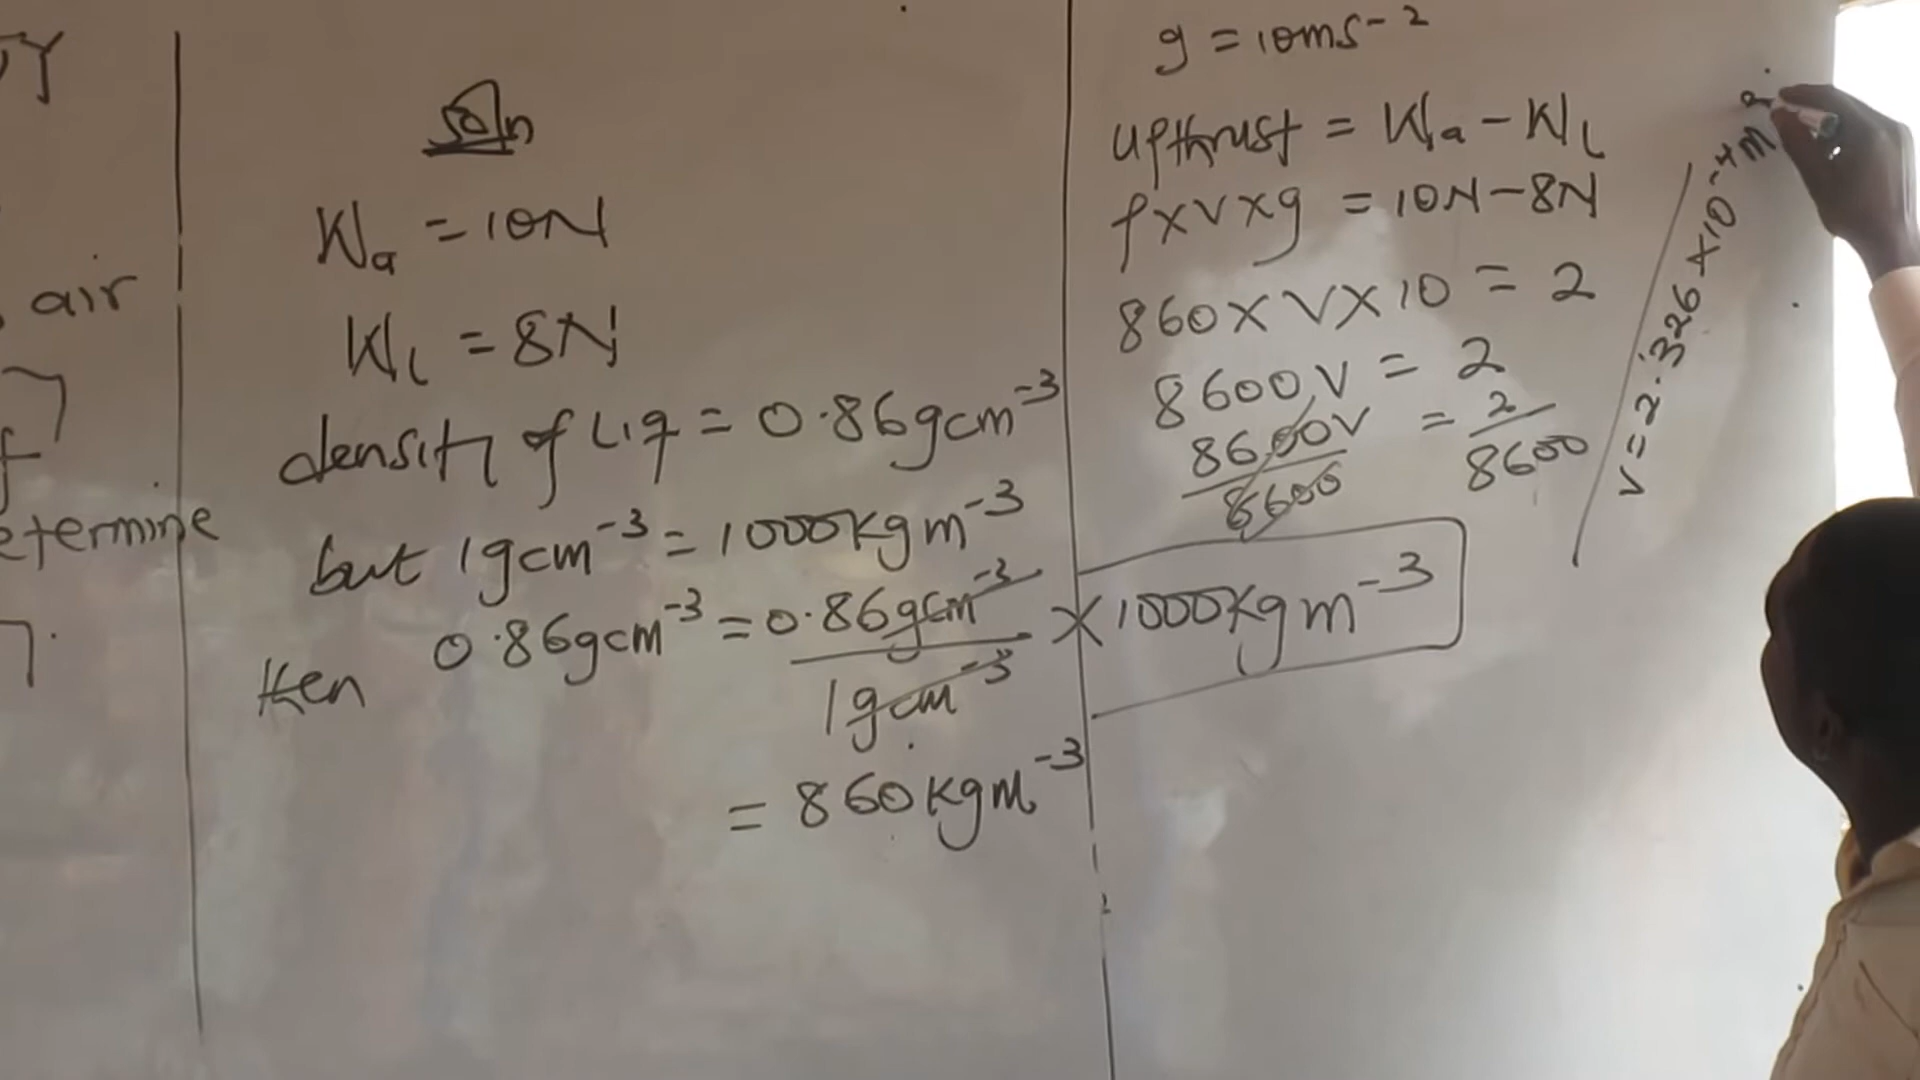 air
etermine
soln
Wa = 10N
WL = 8N
density of Liq = 0.86gcm⁻³
but 1gcm⁻³ = 1000kgm⁻³
then 0.86gcm⁻³ = 0.86gcm⁻³ / 1gcm⁻³ × 1000kgm⁻³
= 860kgm⁻³
g = 10ms⁻²
upthrust = Wa - WL
ρ×v×g = 10N - 8N
860×V×10 = 2
8600V = 2
8600V / 8600 = 2 / 8600
V = 2.326×10⁻⁴m